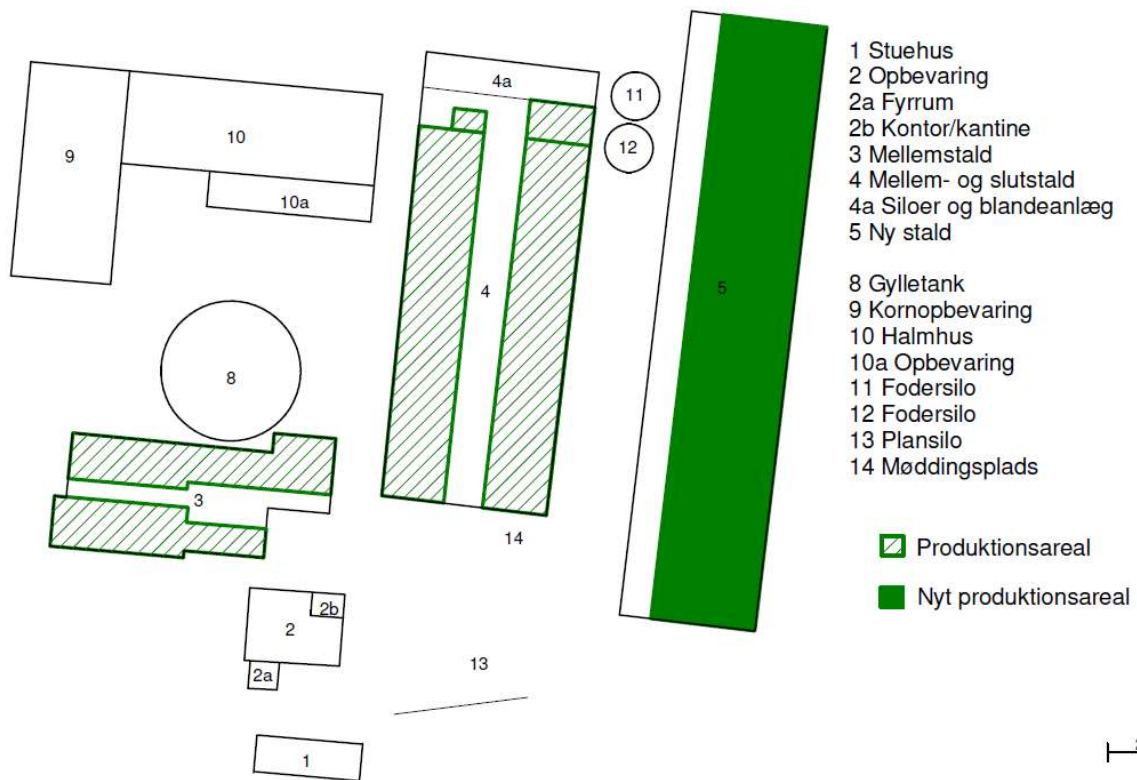 4a
11
12
10
9
10a
4
5
8
3
14
2b
2
2a
13
1
1 Stuehus
2 Opbevaring
2a Fyrrum
2b Kontor/kantine
3 Mellemstald
4 Mellem- og slutstald
4a Siloer og blandeanlæg
5 Ny stald
8 Gylletank
9 Kornopbevaring
10 Halmhus
10a Opbevaring
11 Fodersilo
12 Fodersilo
13 Plansilo
14 Møddingsplads
Produktionsareal
Nyt produktionsareal